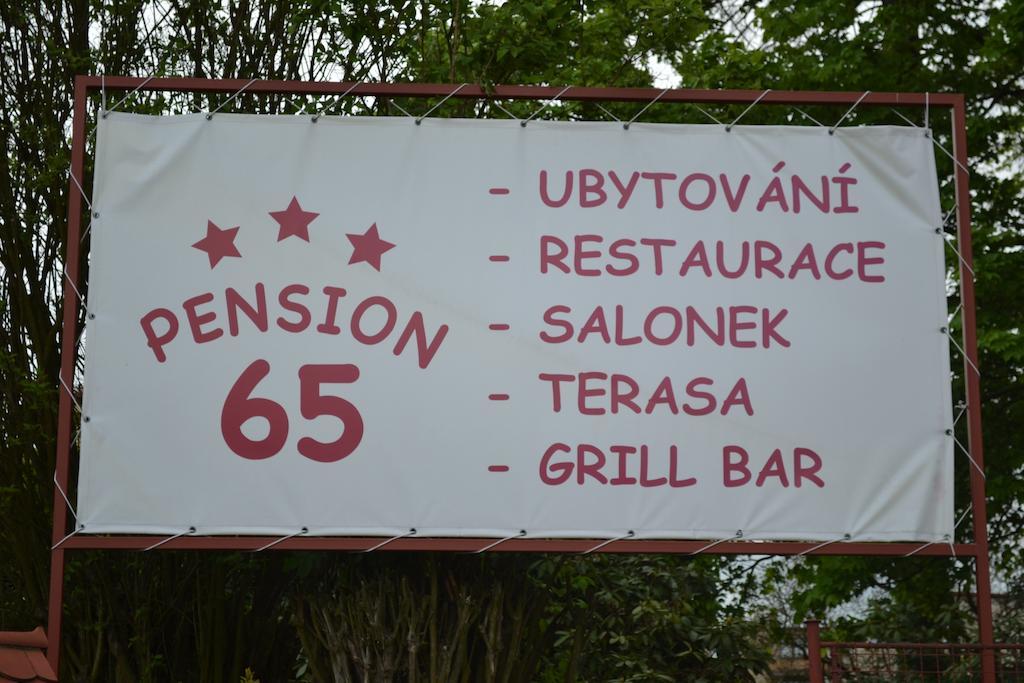 PENSION
65
- UBYTOVÁNÍ
- RESTAURACE
- SALONEK
- TERASA
- GRILL BAR